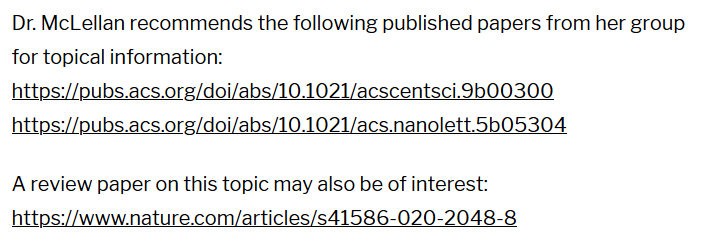 Dr. McLellan recommends the following published papers from her group
for topical information:
https://pubs.acs.org/doi/abs/10.1021/acscentsci.9b00300
https://pubs.acs.org/doi/abs/10.1021/acs.nanolett.5b05304
A review paper on this topic may also be of interest:
https://www.nature.com/articles/s41586-020-2048-8